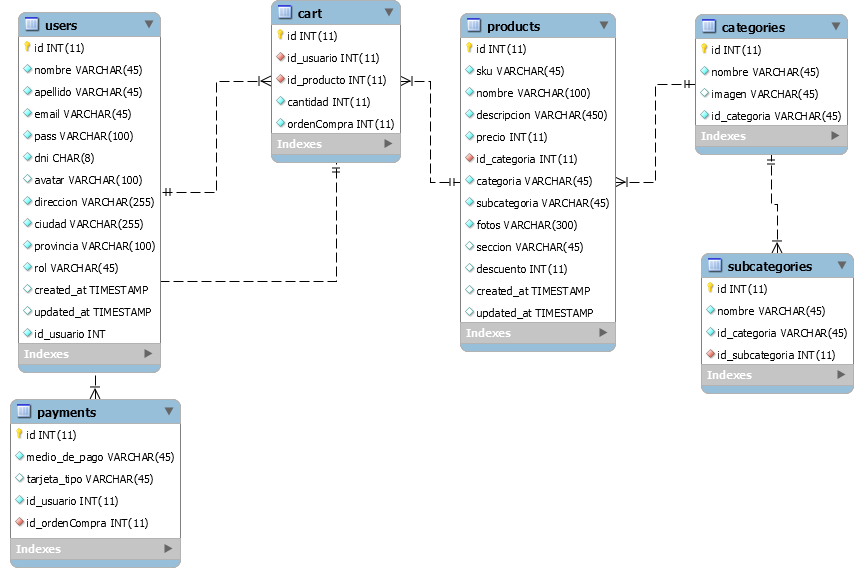 users
id INT(11)
nombre VARCHAR(45)
apellido VARCHAR(45)
email VARCHAR(45)
pass VARCHAR(100)
dni CHAR(8)
avatar VARCHAR(100)
direccion VARCHAR(255)
ciudad VARCHAR(255)
provincia VARCHAR(100)
rol VARCHAR(45)
created_at TIMESTAMP
updated_at TIMESTAMP
id_usuario INT
Indexes
cart
id INT(11)
id_usuario INT(11)
id_producto INT(11)
cantidad INT(11)
ordenCompra INT(11)
Indexes
products
id INT(11)
sku VARCHAR(45)
nombre VARCHAR(100)
descripcion VARCHAR(450)
precio INT(11)
id_categoria INT(11)
categoria VARCHAR(45)
subcategoria VARCHAR(45)
fotos VARCHAR(300)
seccion VARCHAR(45)
descuento INT(11)
created_at TIMESTAMP
updated_at TIMESTAMP
Indexes
categories
id INT(11)
nombre VARCHAR(45)
imagen VARCHAR(45)
id_categoria VARCHAR(45)
Indexes
subcategories
id INT(11)
nombre VARCHAR(45)
id_categoria VARCHAR(45)
id_subcategoria INT(11)
Indexes
payments
id INT(11)
medio_de_pago VARCHAR(45)
tarjeta_tipo VARCHAR(45)
id_usuario INT(11)
id_ordenCompra INT(11)
Indexes